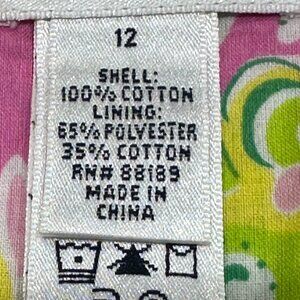 12
SHELL:
100% COTTON
LINING:
65% POLYESTER
35% COTTON
RN# 88189
MADE IN
CHINA